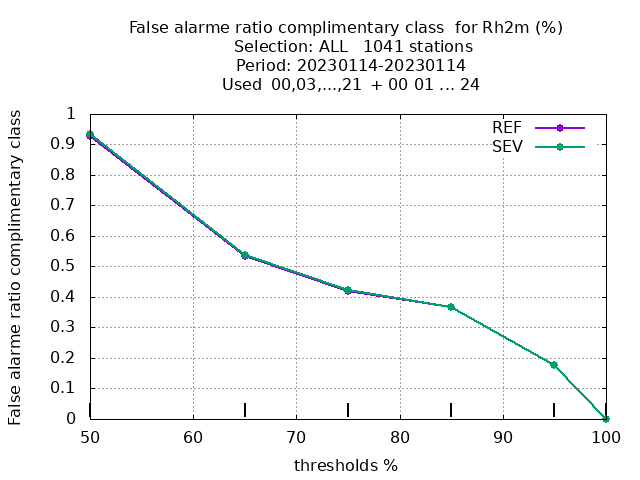 False alarme ratio complimentary class  for Rh2m (%)
Selection: ALL   1041 stations
Period: 20230114-20230114
Used  00,03,...,21  + 00 01 ... 24
False alarme ratio complimentary class
1
0.9
0.8
0.7
0.6
0.5
0.4
0.3
0.2
0.1
0
REF
SEV
50
60
70
80
90
100
thresholds %